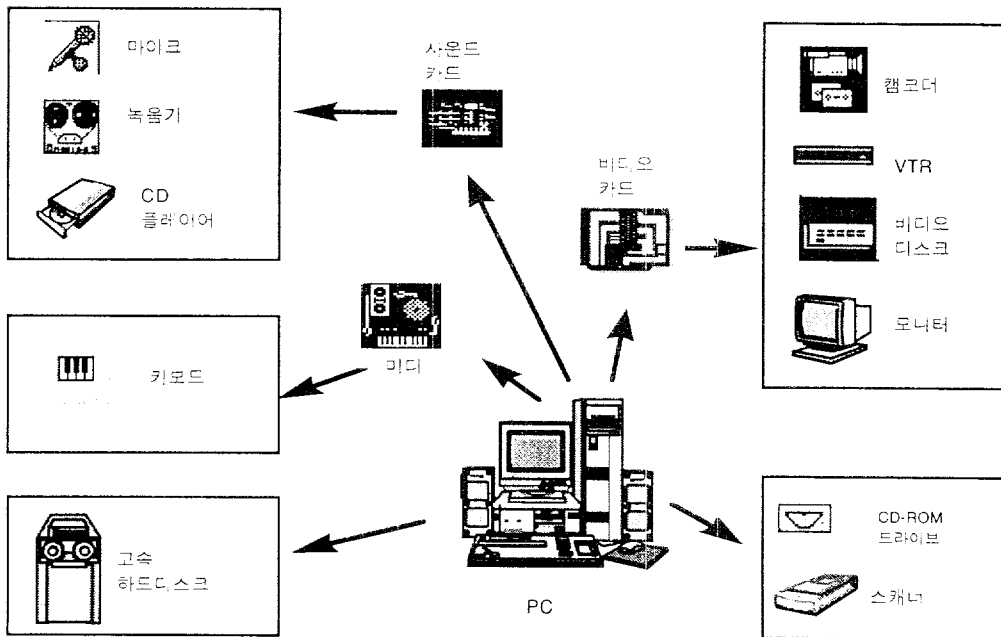 마이크
녹음기
CD
플레이어
사운드
카드
비디오
카드
캠코더
VTR
비디오
디스크
모니터
미디
키보드
고속
하드디스크
PC
CD-ROM
드라이브
스캐너